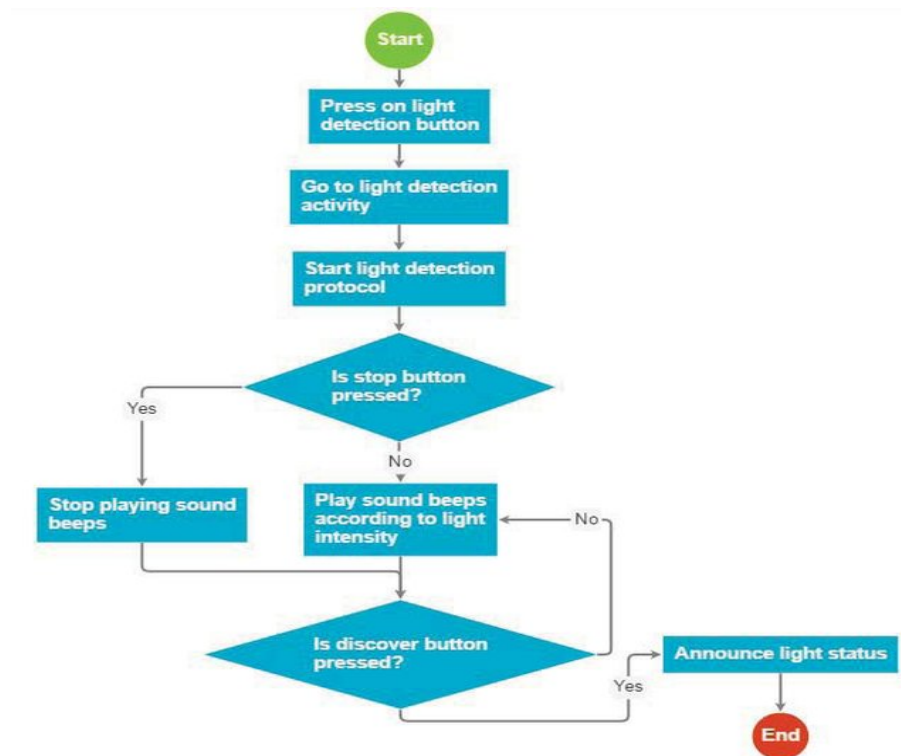 Start
Press on light
detection button
Go to light detection
activity
Start light detection
protocol
Is stop button
pressed?
Yes
No
Stop playing sound
beeps
Play sound beeps
according to light
intensity
No
Is discover button
pressed?
Yes
Announce light status
End